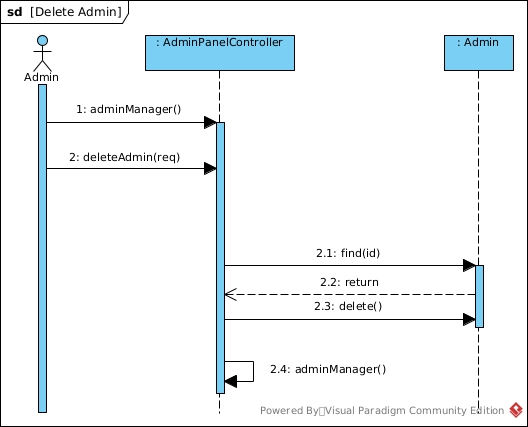 sd [Delete Admin]
: AdminPanelController
: Admin
Admin
1: adminManager()
2: deleteAdmin(req)
2.1: find(id)
2.2: return
2.3: delete()
2.4: adminManager()
Powered By Visual Paradigm Community Edition